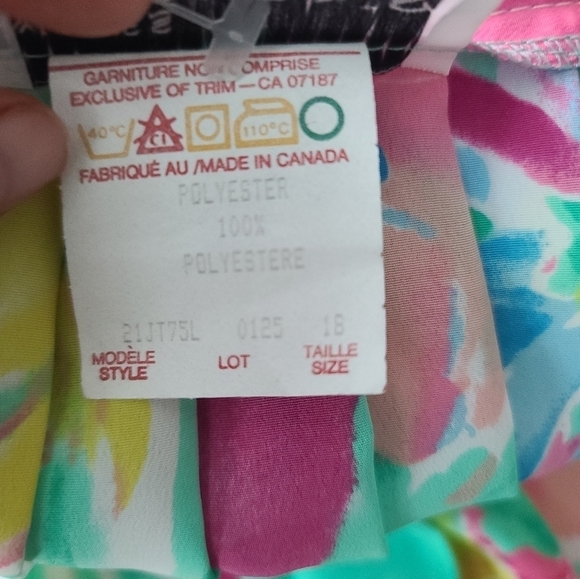 GARNITURE NON COMPRISE
EXCLUSIVE OF TRIM—CA 07187
40°C CL 110°C
FABRIQUÉ AU /MADE IN CANADA
POLYESTER
100%
POLYESTERE
21JT75L 0125 18
MODÈLE STYLE LOT TAILLE SIZE